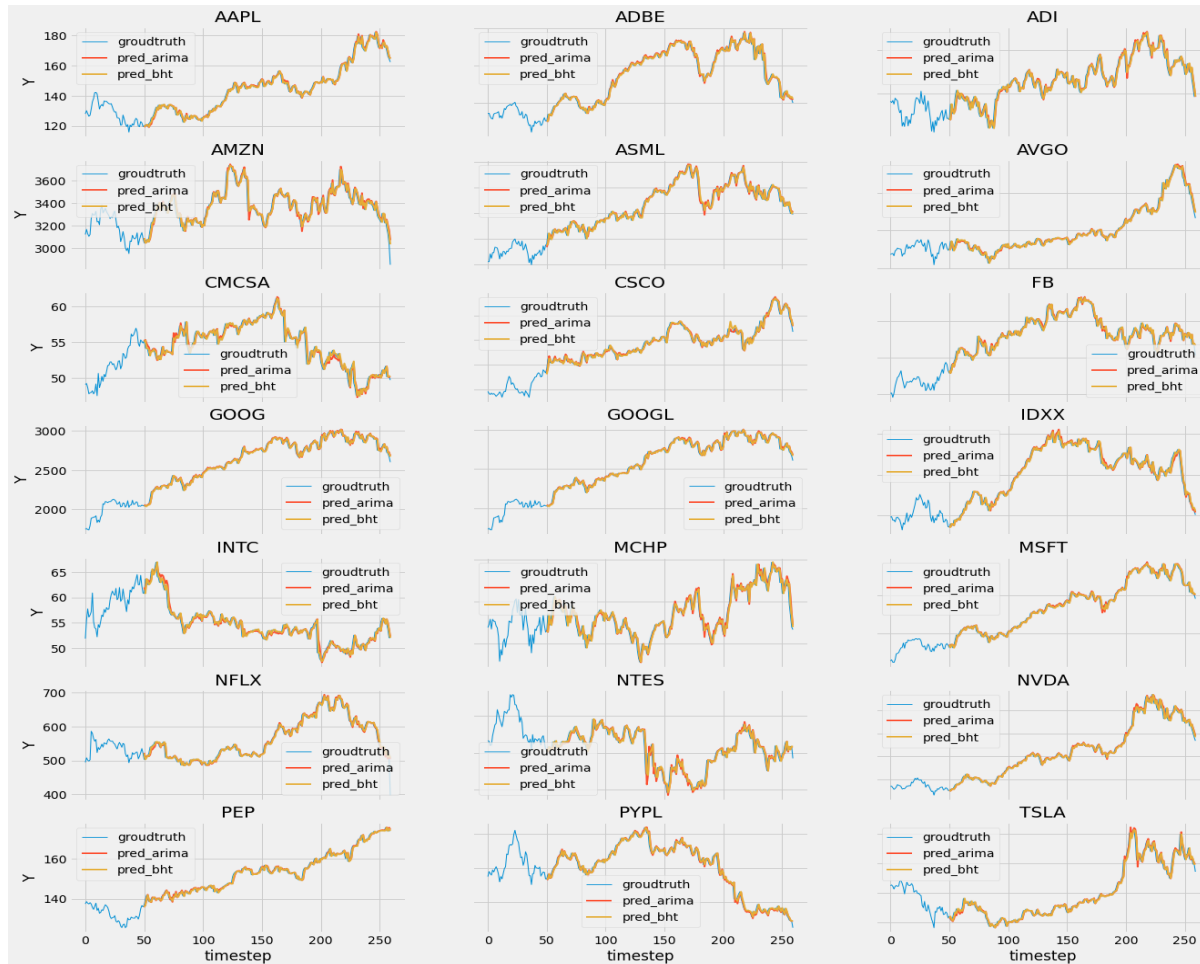 AAPL
180
160
140
120
Y
groudtruth
pred_arima
pred_bht
ADBE
groudtruth
pred_arima
pred_bht
ADI
groudtruth
pred_arima
pred_bht
AMZN
3600
3400
3200
3000
Y
groudtruth
pred_arima
pred_bht
ASML
groudtruth
pred_arima
pred_bht
AVGO
groudtruth
pred_arima
pred_bht
CMCSA
60
55
50
Y
groudtruth
pred_arima
pred_bht
CSCO
groudtruth
pred_arima
pred_bht
FB
groudtruth
pred_arima
pred_bht
GOOG
3000
2500
2000
Y
groudtruth
pred_arima
pred_bht
GOOGL
groudtruth
pred_arima
pred_bht
IDXX
groudtruth
pred_arima
pred_bht
INTC
65
60
55
50
Y
groudtruth
pred_arima
pred_bht
MCHP
groudtruth
pred_arima
pred_bht
MSFT
groudtruth
pred_arima
pred_bht
NFLX
700
600
500
400
Y
groudtruth
pred_arima
pred_bht
NTES
groudtruth
pred_arima
pred_bht
NVDA
groudtruth
pred_arima
pred_bht
PEP
160
140
Y
groudtruth
pred_arima
pred_bht
0 50 100 150 200 250
timestep
PYPL
groudtruth
pred_arima
pred_bht
0 50 100 150 200 250
timestep
TSLA
groudtruth
pred_arima
pred_bht
0 50 100 150 200 250
timestep